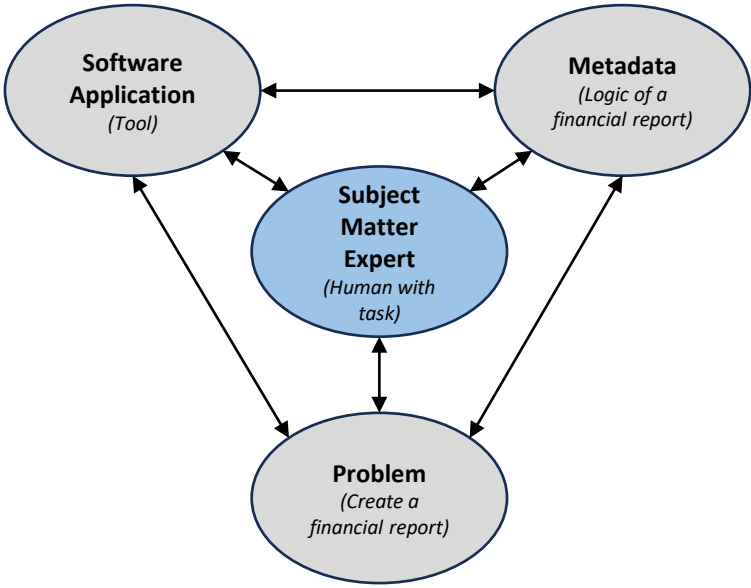 Software
Application
(Tool)
Metadata
(Logic of a
financial report)
Subject
Matter
Expert
(Human with
task)
Problem
(Create a
financial report)